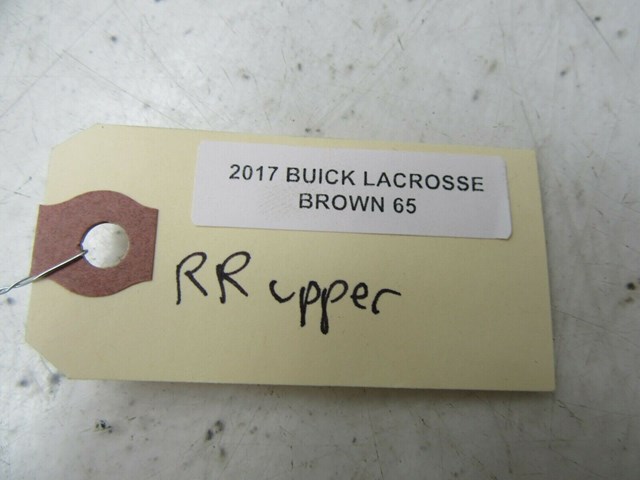 2017 BUICK LACROSSE
BROWN 65
RR upper